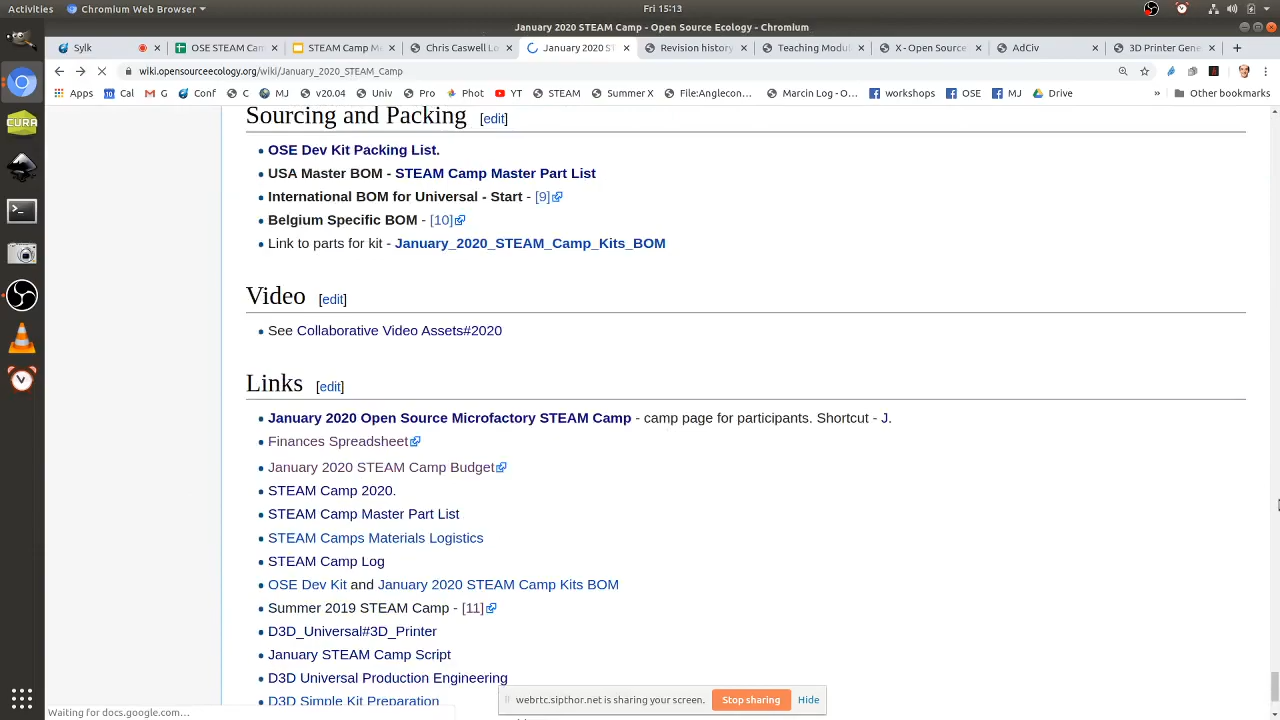 Activities
Chromium Web Browser
Fri 15:13
January 2020 STEAM Camp - Open Source Ecology - Chromium
Sylk
OSE STEAM Cam
STEAM Camp Me
Chris Caswell Lo
January 2020 ST
Revision history
Teaching Modul
X - Open Source
AdCiv
3D Printer Gene
wiki.opensourceecology.org/wiki/January_2020_STEAM_Camp
Apps
Cal
G
Conf
C
MJ
v20.04
Univ
Pro
Phot
YT
STEAM
Summer X
File:Anglecon...
Marcin Log - O...
workshops
OSE
MJ
Drive
»
Other bookmarks
Sourcing and Packing [edit]
OSE Dev Kit Packing List.
USA Master BOM - STEAM Camp Master Part List
International BOM for Universal - Start - [9]
Belgium Specific BOM - [10]
Link to parts for kit - January_2020_STEAM_Camp_Kits_BOM
Video [edit]
See Collaborative Video Assets#2020
Links [edit]
January 2020 Open Source Microfactory STEAM Camp - camp page for participants. Shortcut - J.
Finances Spreadsheet
January 2020 STEAM Camp Budget
STEAM Camp 2020.
STEAM Camp Master Part List
STEAM Camps Materials Logistics
STEAM Camp Log
OSE Dev Kit and January 2020 STEAM Camp Kits BOM
Summer 2019 STEAM Camp - [11]
D3D_Universal#3D_Printer
January STEAM Camp Script
D3D Universal Production Engineering
D3D Simple Kit Preparation
webrtc.sipthor.net is sharing your screen.
Stop sharing
Hide
Waiting for docs.google.com...
CURA